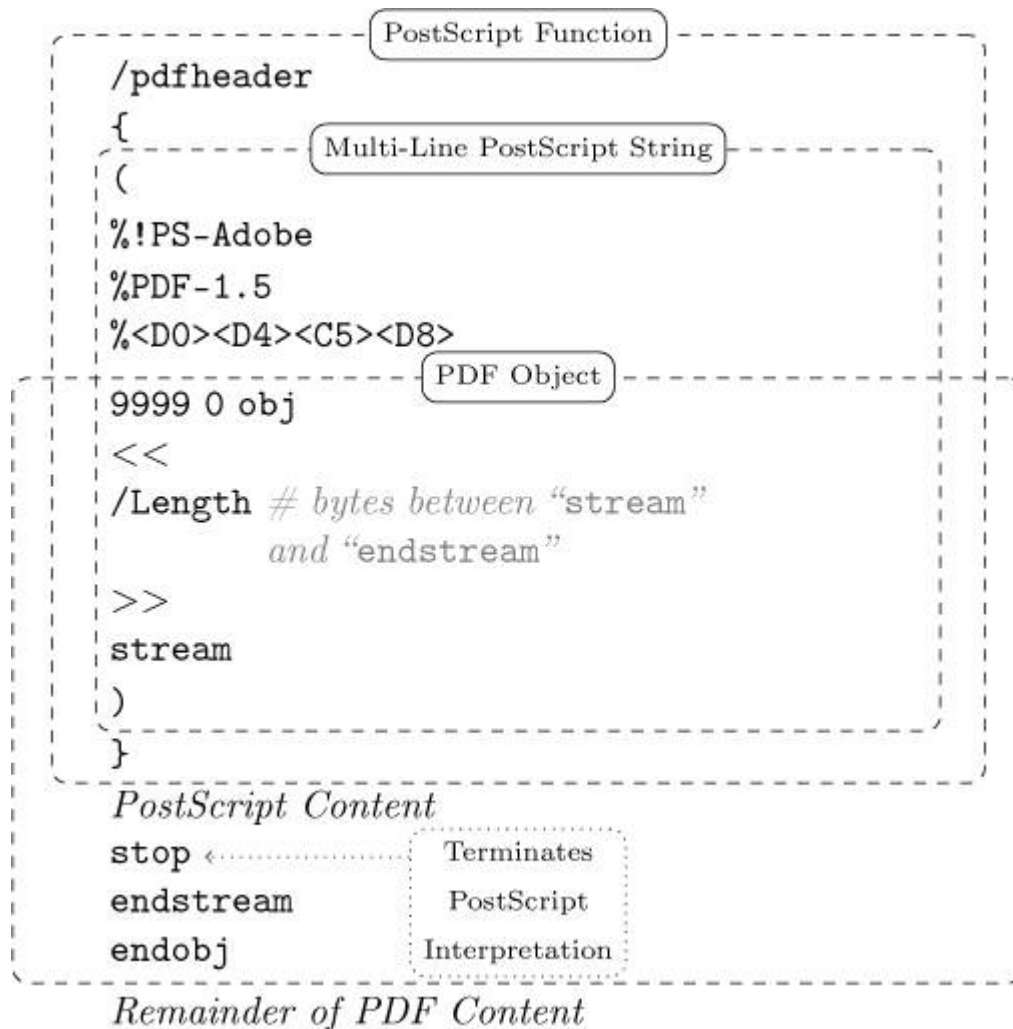 PostScript Function
/pdfheader
{
Multi-Line PostScript String
(
%!PS-Adobe
%PDF-1.5
%<D0><D4><C5><D8>
PDF Object
9999 0 obj
<<
/Length # bytes between “stream”
and “endstream”
>>
stream
)
}
PostScript Content
stop
Terminates
endstream
PostScript
endobj
Interpretation
Remainder of PDF Content